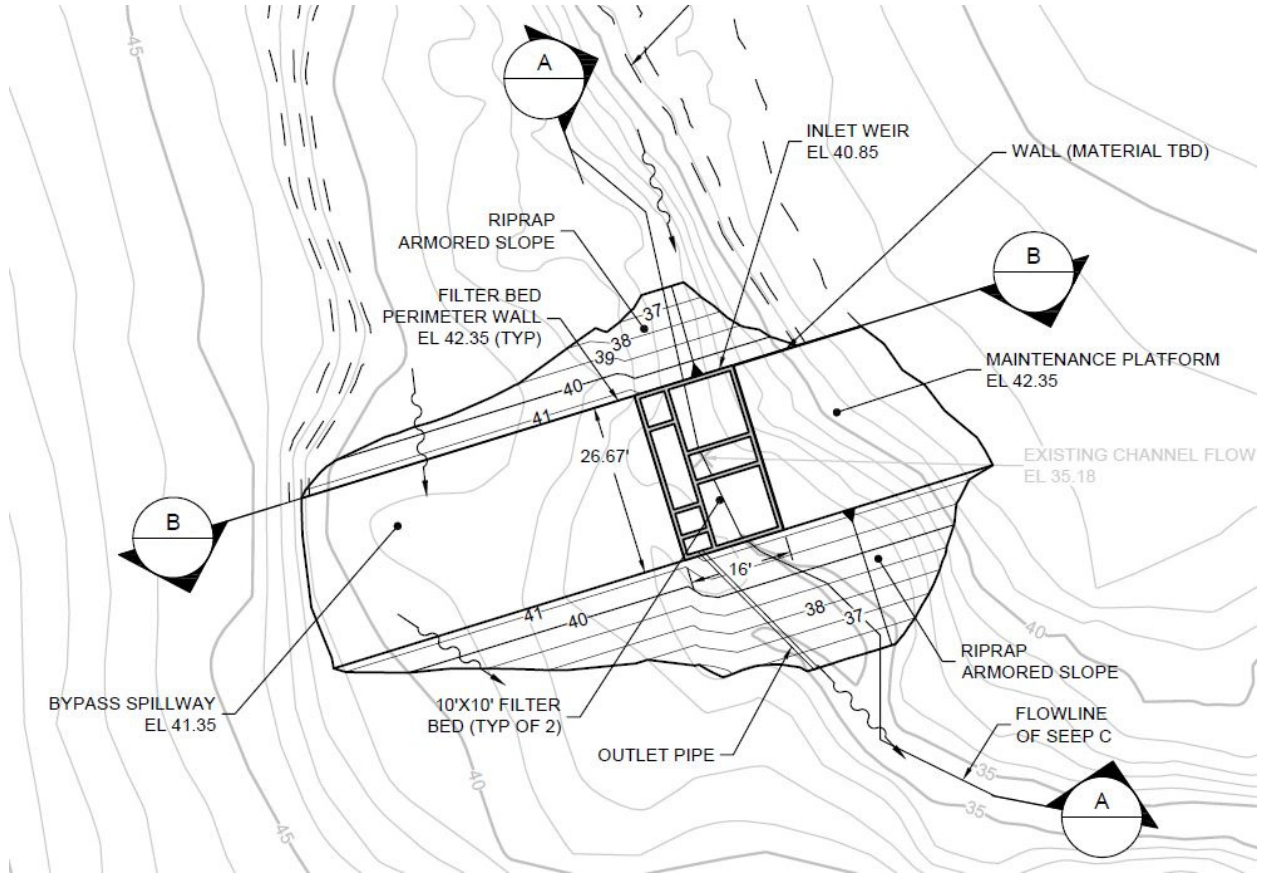 45
A
INLET WEIR
EL 40.85
WALL (MATERIAL TBD)
RIPRAP
ARMORED SLOPE
B
FILTER BED
PERIMETER WALL
EL 42.35 (TYP)
37
38
39
40
41
MAINTENANCE PLATFORM
EL 42.35
26.67'
EXISTING CHANNEL FLOW
EL 35.18
B
16'
41
40
38
37
40
RIPRAP
ARMORED SLOPE
BYPASS SPILLWAY
EL 41.35
10'X10' FILTER
BED (TYP OF 2)
OUTLET PIPE
FLOWLINE
OF SEEP C
40
35
35
A
45